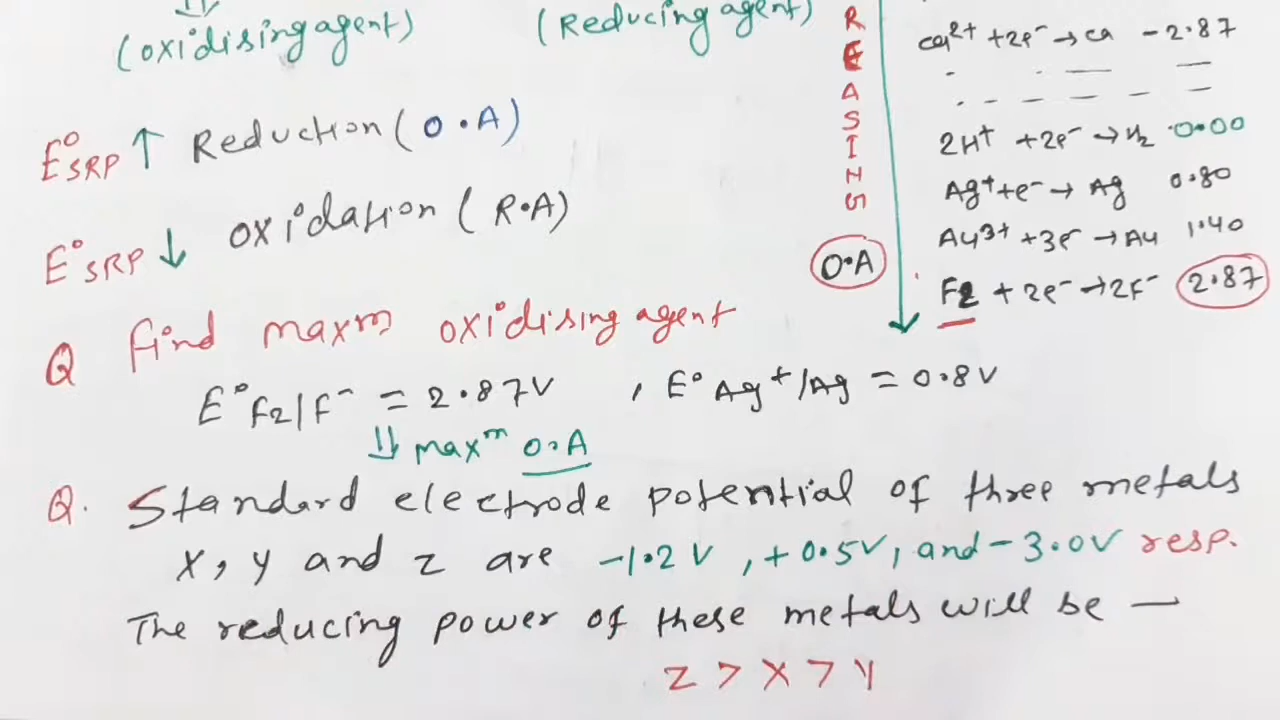 (oxidising agent)
(Reducing agent)
E°SRP ↑ Reduction (O.A)
E°SRP ↓ oxidation (R.A)
Q Find maxm oxidising agent
E°F2/F⁻ = 2.87V , E°Ag⁺/Ag = 0.8V
⇓ maxᵐ O.A
Q. Standard electrode potential of three metals
X, Y and Z are -1.2V, +0.5V, and -3.0V resp.
The reducing power of these metals will be —
Z > X > Y
R
E
A
S
I
N
G
O.A
Ca²⁺ + 2e⁻ → Ca -2.87
2H⁺ + 2e⁻ → H₂ 0.00
Ag⁺ + e⁻ → Ag 0.80
Au³⁺ + 3e⁻ → Au 1.40
F2 + 2e⁻ → 2F⁻ 2.87